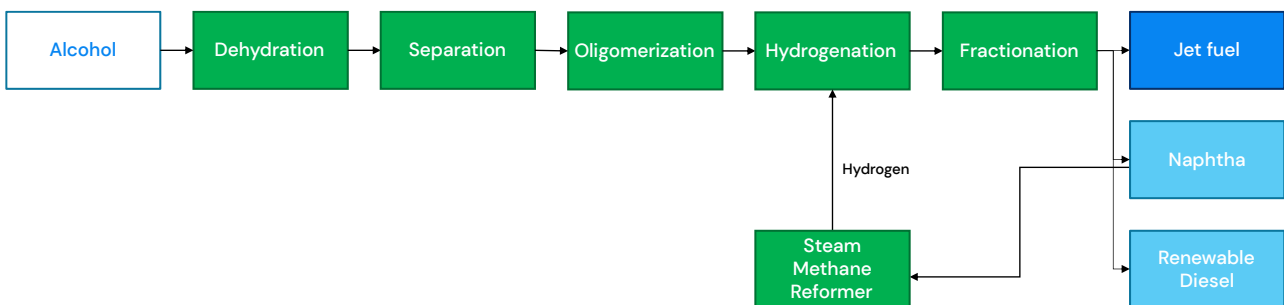 Alcohol
Dehydration
Separation
Oligomerization
Hydrogenation
Fractionation
Jet fuel
Naphtha
Hydrogen
Steam
Methane
Reformer
Renewable
Diesel